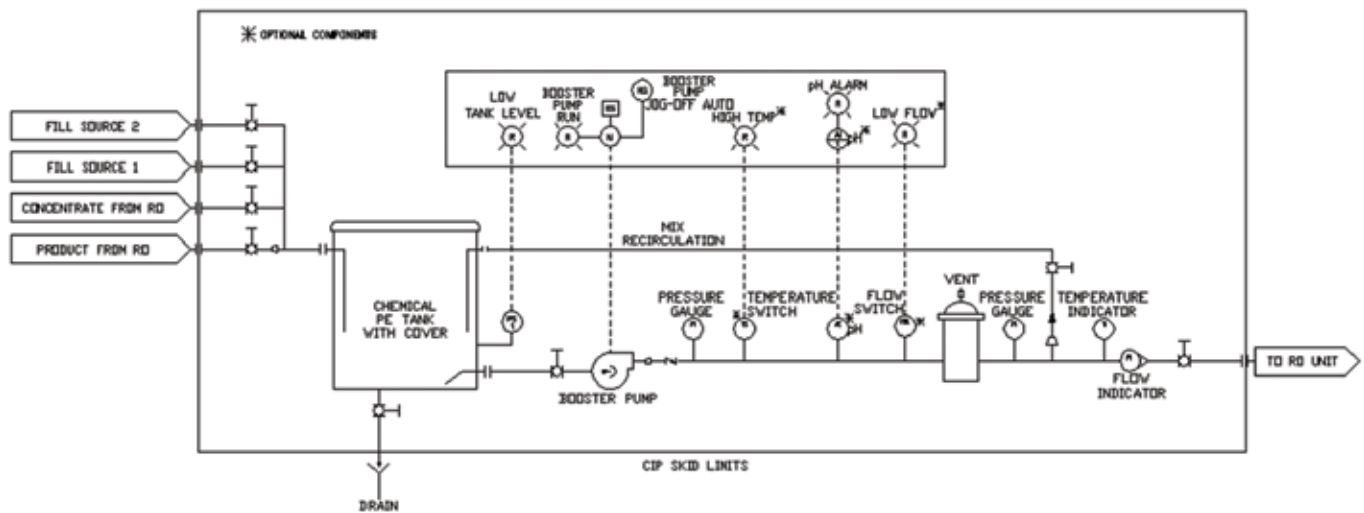 OPTIONAL COMPONENTS
FILL SOURCE 2
FILL SOURCE 1
CONCENTRATE FROM RO
PRODUCT FROM RO
LOW
TANK LEVEL
BOOSTER
PUMP
RUN
BOOSTER
PUMP
JOG-OFF AUTO
HIGH TEMP
pH ALARM
LOW FLOW
MIX
RECIRCULATION
CHEMICAL
PE TANK
WITH COVER
BOOSTER PUMP
PRESSURE
GAUGE
TEMPERATURE
SWITCH
PH
FLOW
SWITCH
VENT
PRESSURE
GAUGE
TEMPERATURE
INDICATOR
FLOW
INDICATOR
TO RO UNIT
DRAIN
CIP SKID LINITS